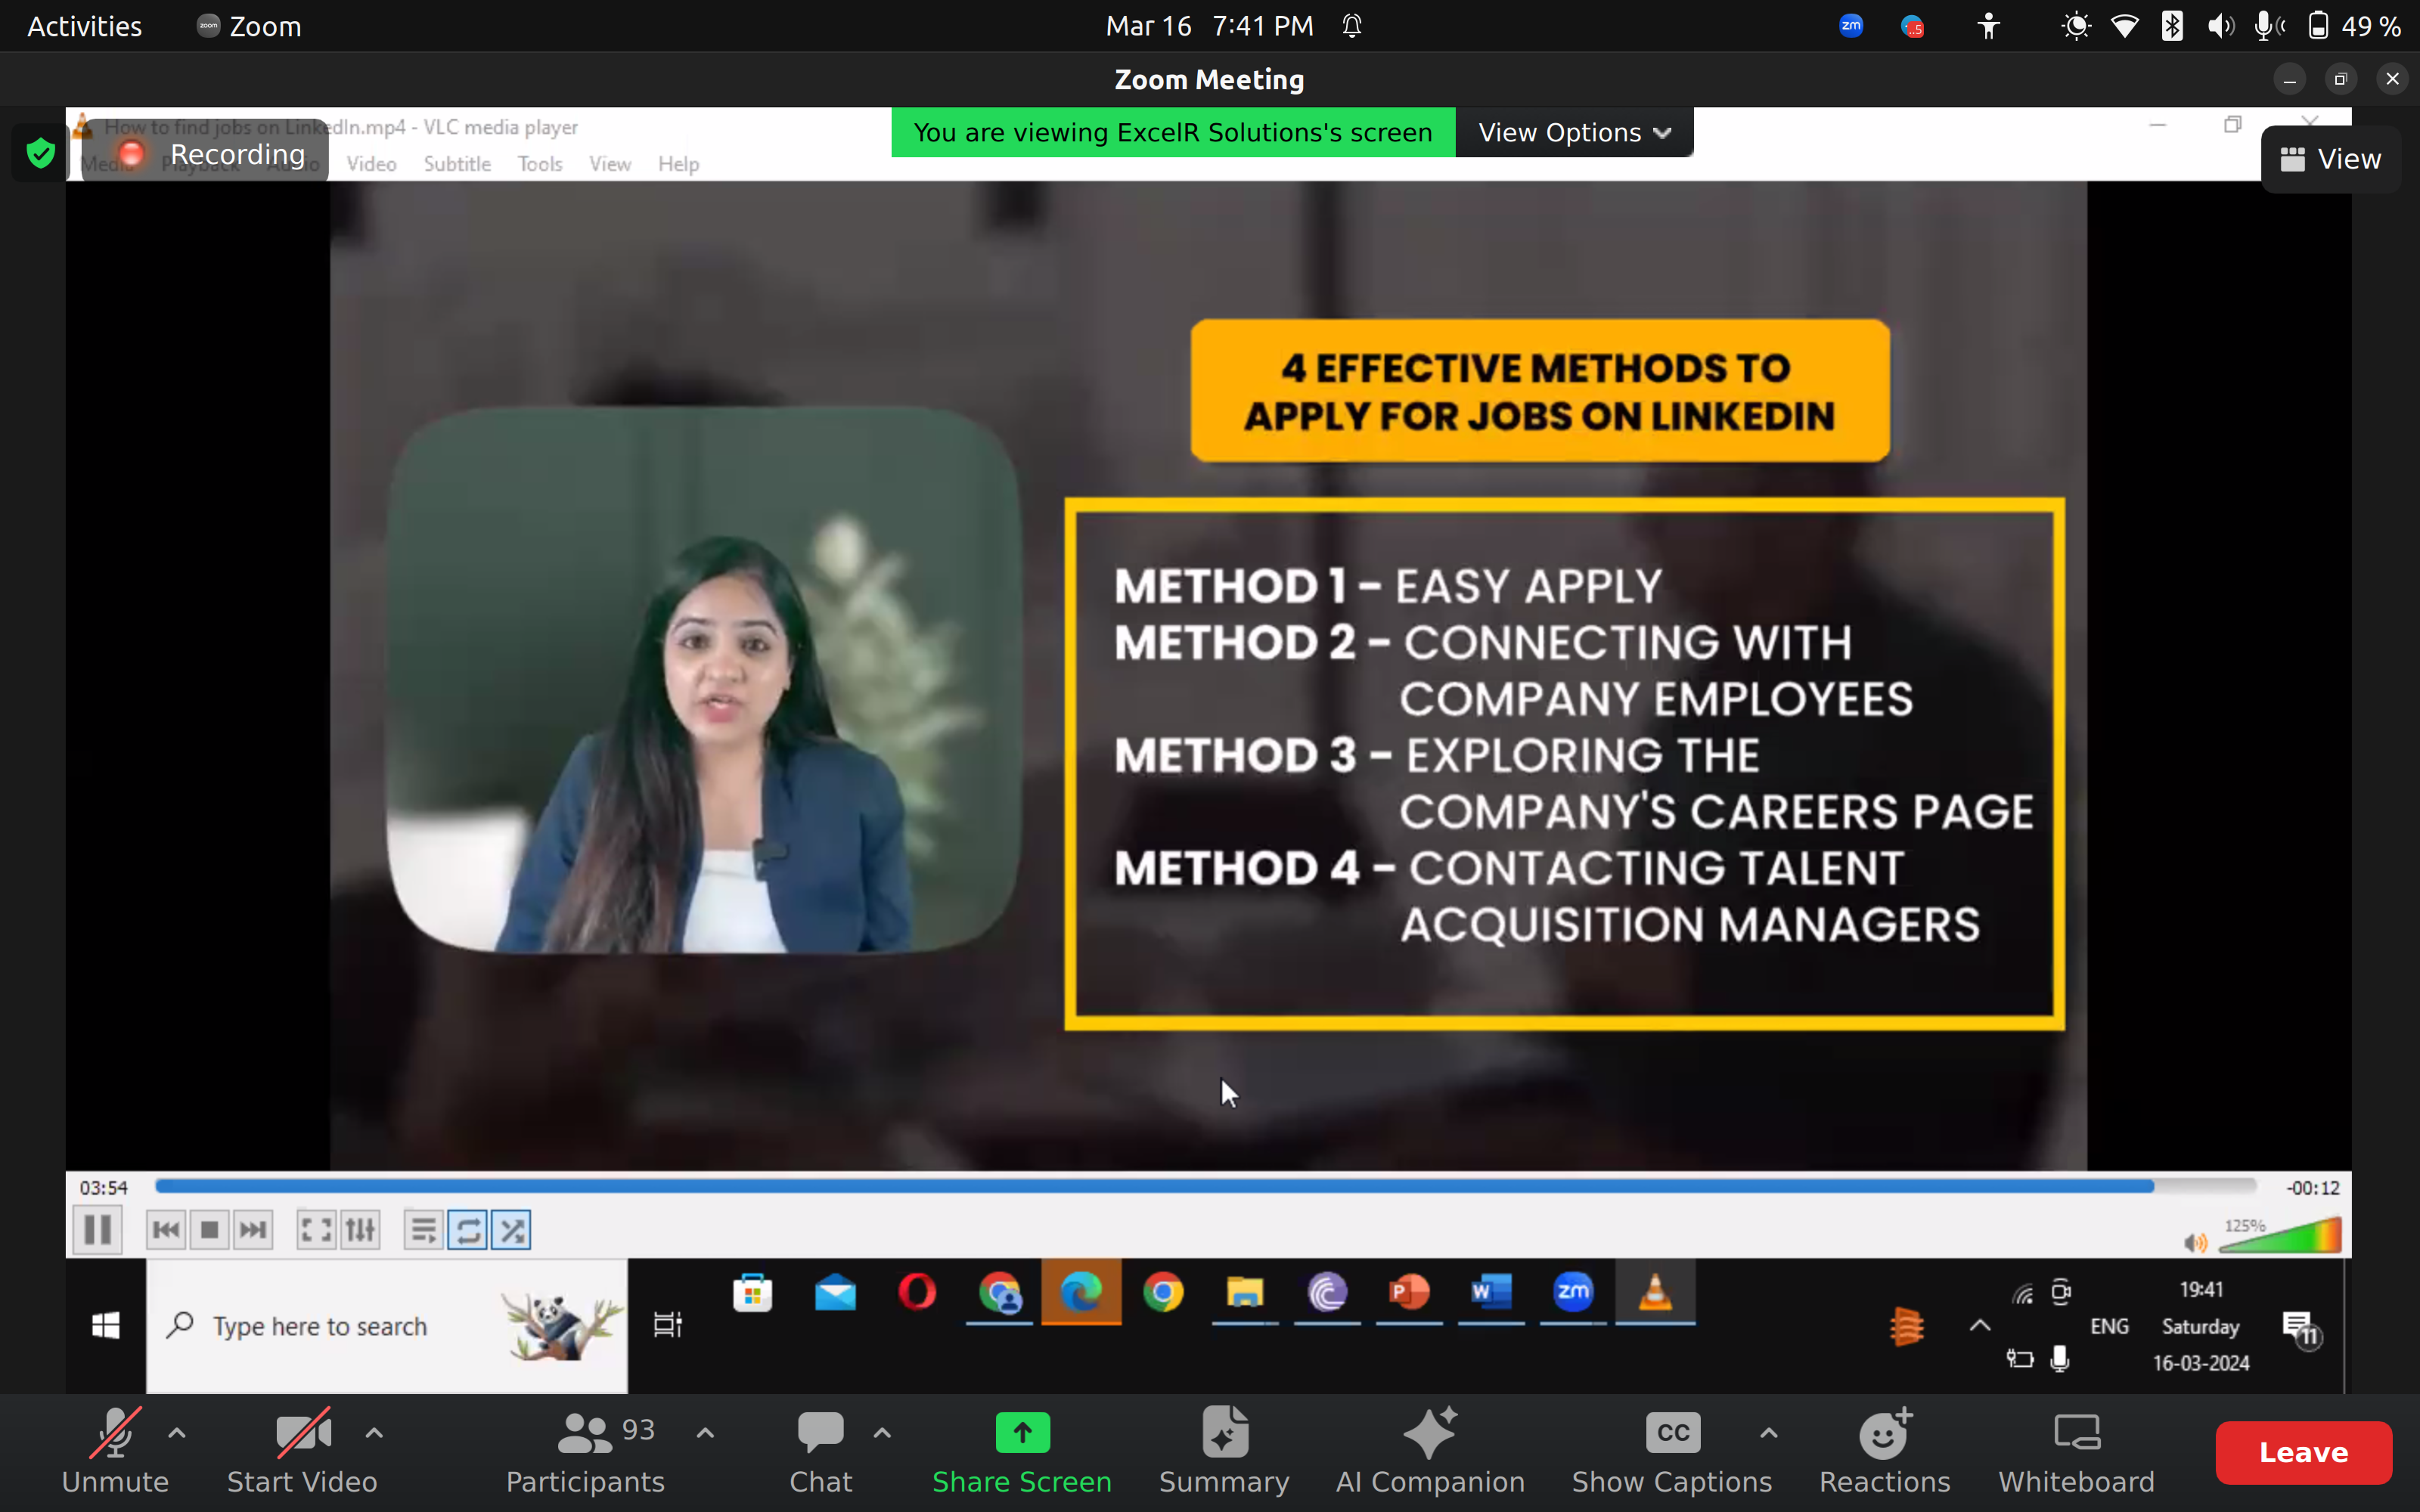 Activities
zoom Zoom
Mar 16 7:41 PM
zm
49 %
Zoom Meeting
How to find jobs on LinkedIn.mp4 - VLC media player
You are viewing ExcelR Solutions's screen
View Options
Recording
Media Playback Audio Video Subtitle Tools View Help
View
4 EFFECTIVE METHODS TO
APPLY FOR JOBS ON LINKEDIN
METHOD 1 - EASY APPLY
METHOD 2 - CONNECTING WITH
COMPANY EMPLOYEES
METHOD 3 - EXPLORING THE
COMPANY'S CAREERS PAGE
METHOD 4 - CONTACTING TALENT
ACQUISITION MANAGERS
03:54
-00:12
125%
Type here to search
P
W
zm
ENG
19:41
Saturday
16-03-2024
11
93
CC
Unmute
Start Video
Participants
Chat
Share Screen
Summary
AI Companion
Show Captions
Reactions
Whiteboard
Leave